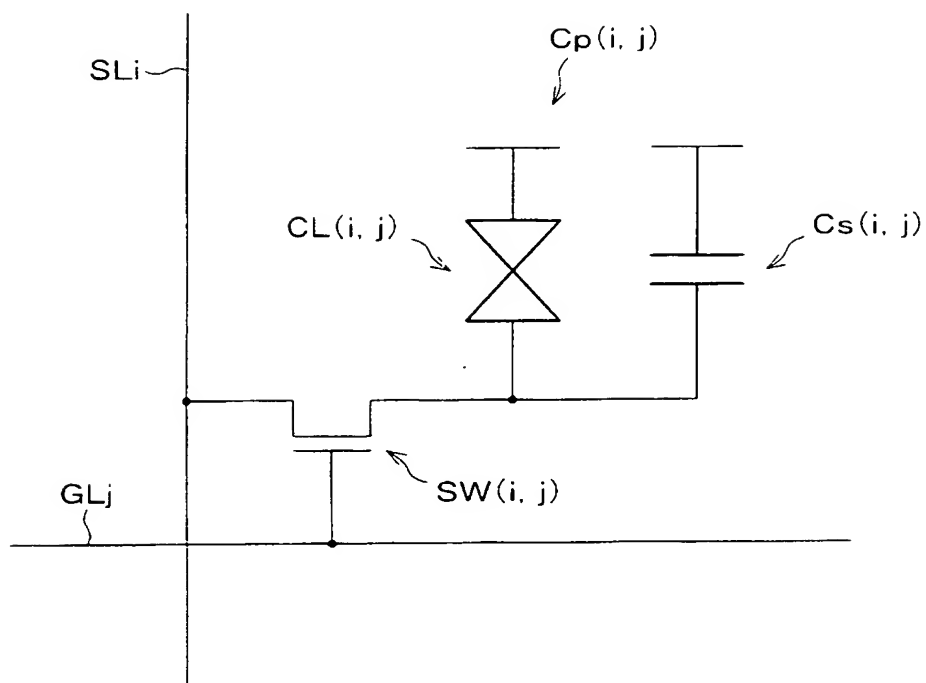 Cp(i, j)
SLi
CL(i, j)
Cs(i, j)
SW(i, j)
GLj